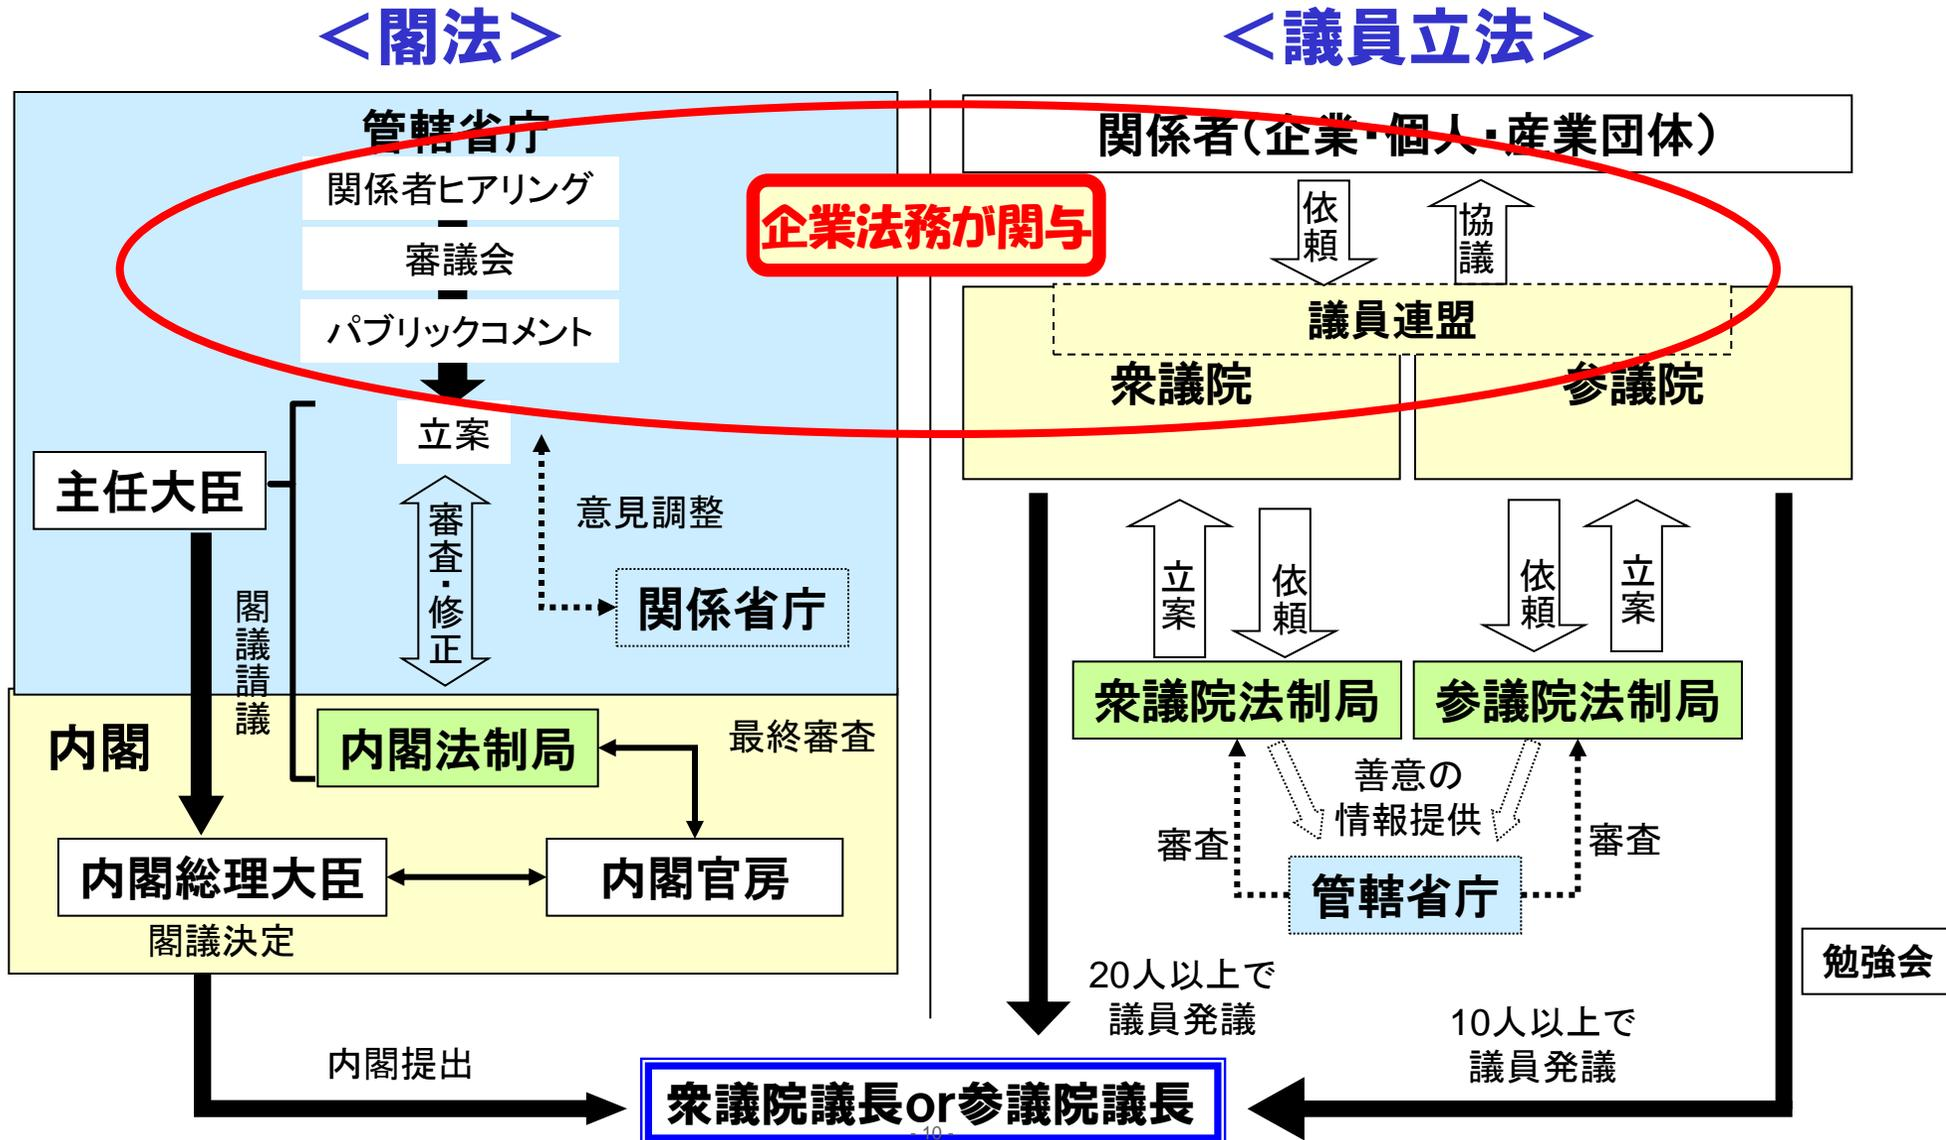 ＜閣法＞
管轄省庁
関係者ヒアリング
審議会
パブリックコメント
立案
主任大臣
審査・修正
意見調整
関係省庁
閣議請議
内閣
内閣法制局
最終審査
内閣総理大臣
内閣官房
閣議決定
内閣提出
企業法務が関与
＜議員立法＞
関係者（企業・個人・産業団体）
依頼
協議
議員連盟
衆議院
参議院
立案
依頼
依頼
立案
衆議院法制局
参議院法制局
善意の
情報提供
審査
審査
管轄省庁
勉強会
20人以上で
議員発議
10人以上で
議員発議
衆議院議長or参議院議長
- 10 -